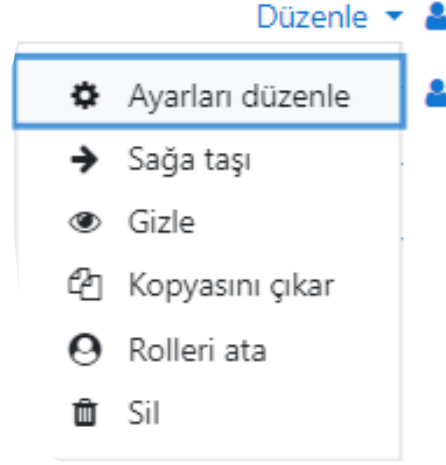 Düzenle
Ayarları düzenle
Sağa taşı
Gizle
Kopyasını çıkar
Rolleri ata
Sil